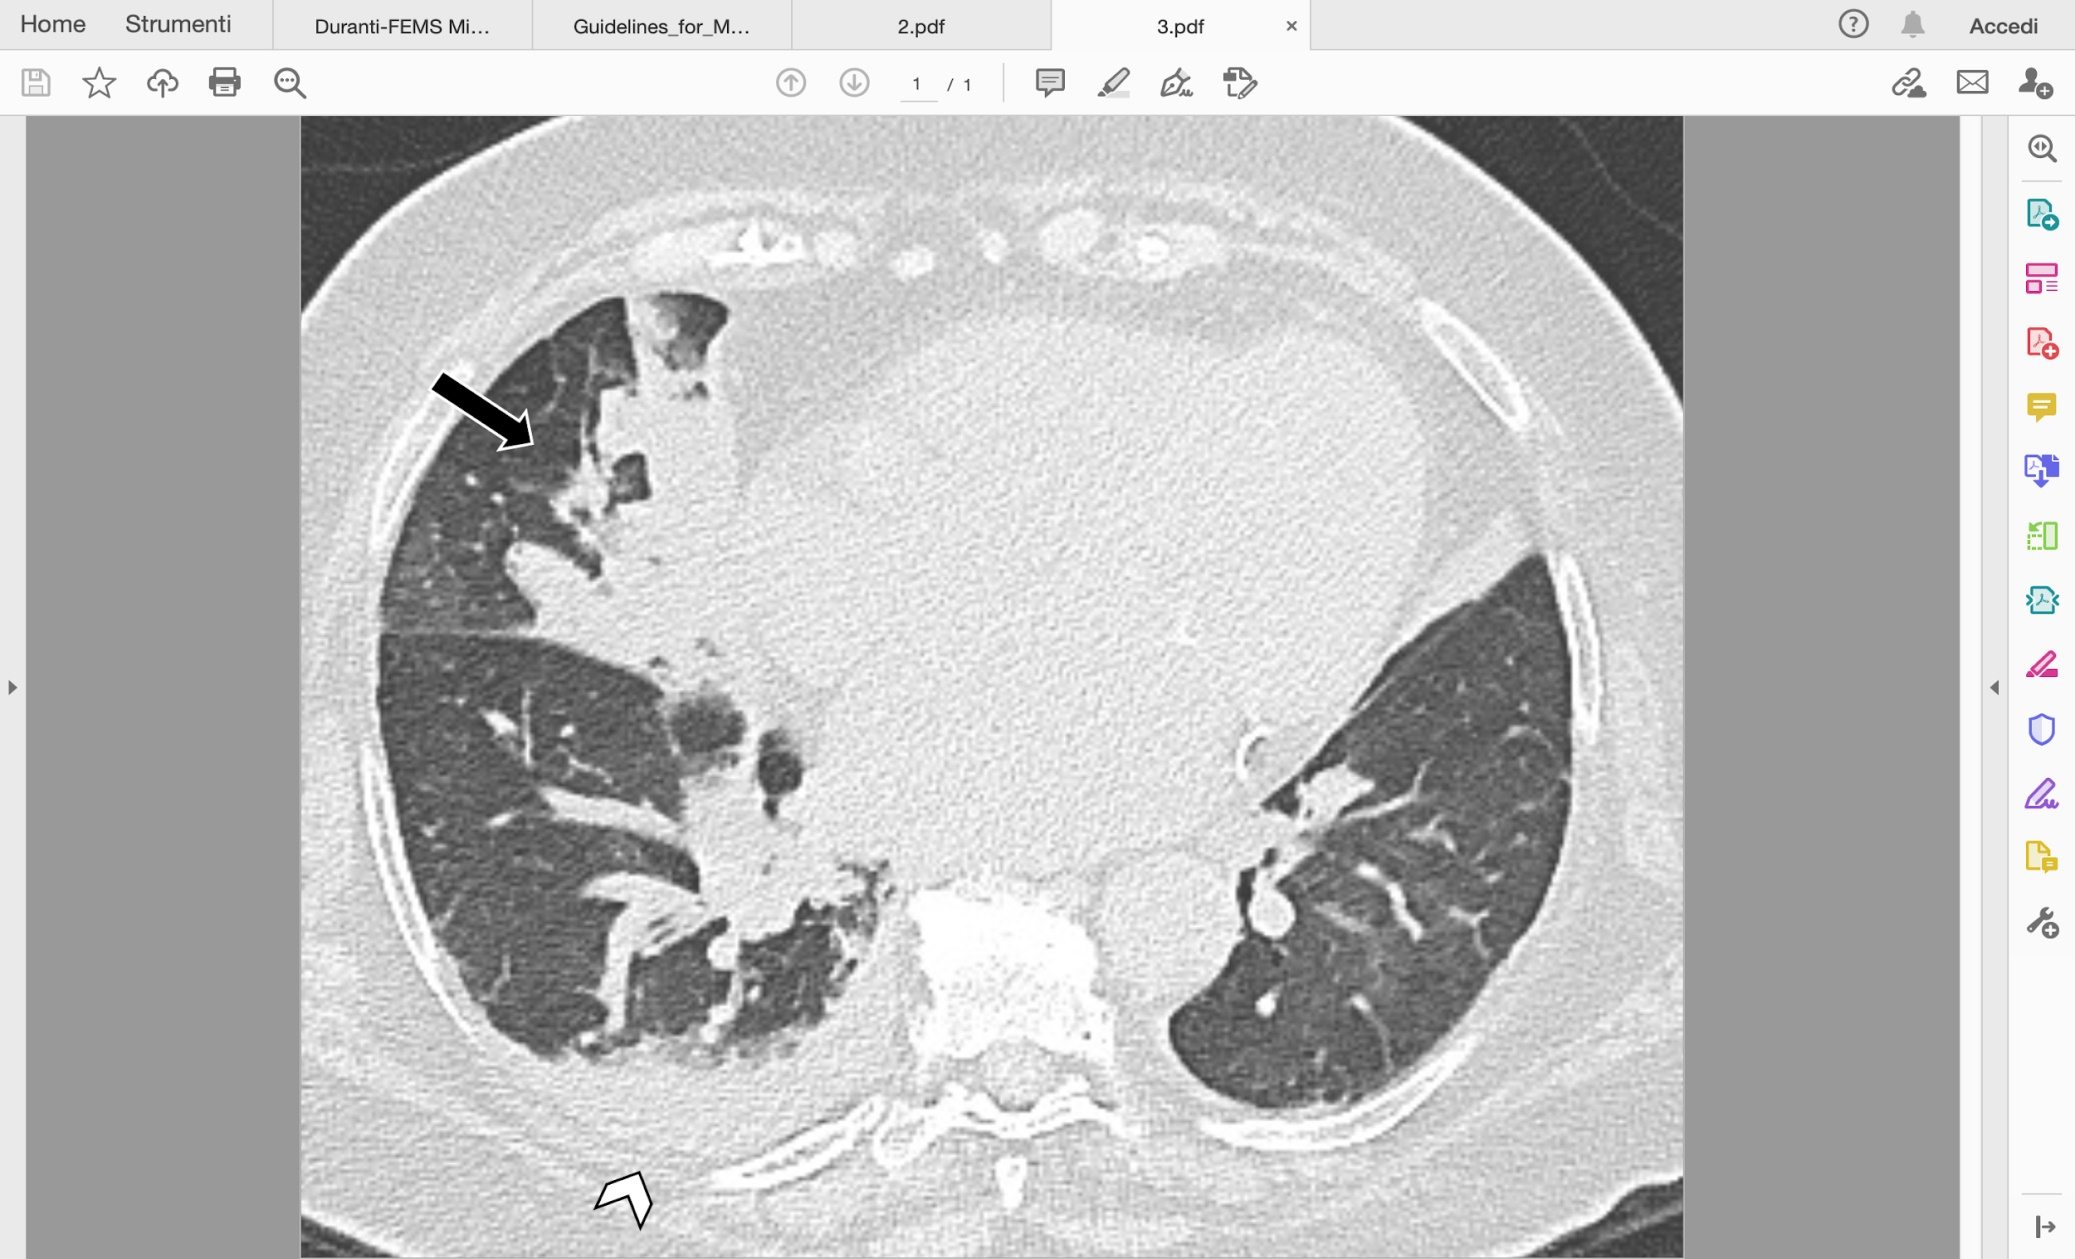 Home Strumenti Duranti-FEMS Mi... Guidelines_for_M... 2.pdf 3.pdf × ? Accedi
1 / 1